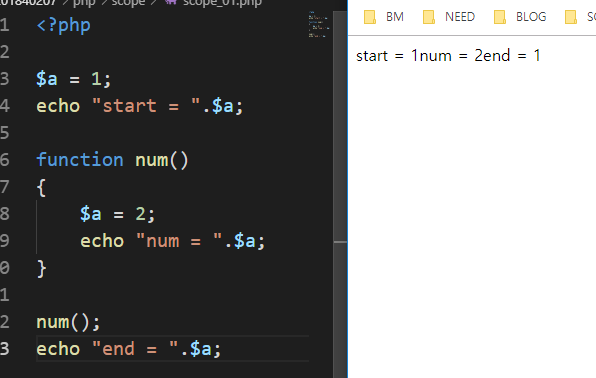 01840207 / php / scope / scope_01.php
BM NEED BLOG
start = 1num = 2end = 1
1 <?php
2
3 $a = 1;
4 echo "start = ".$a;
5
6 function num()
7 {
8 $a = 2;
9 echo "num = ".$a;
0 }
1
2 num();
3 echo "end = ".$a;